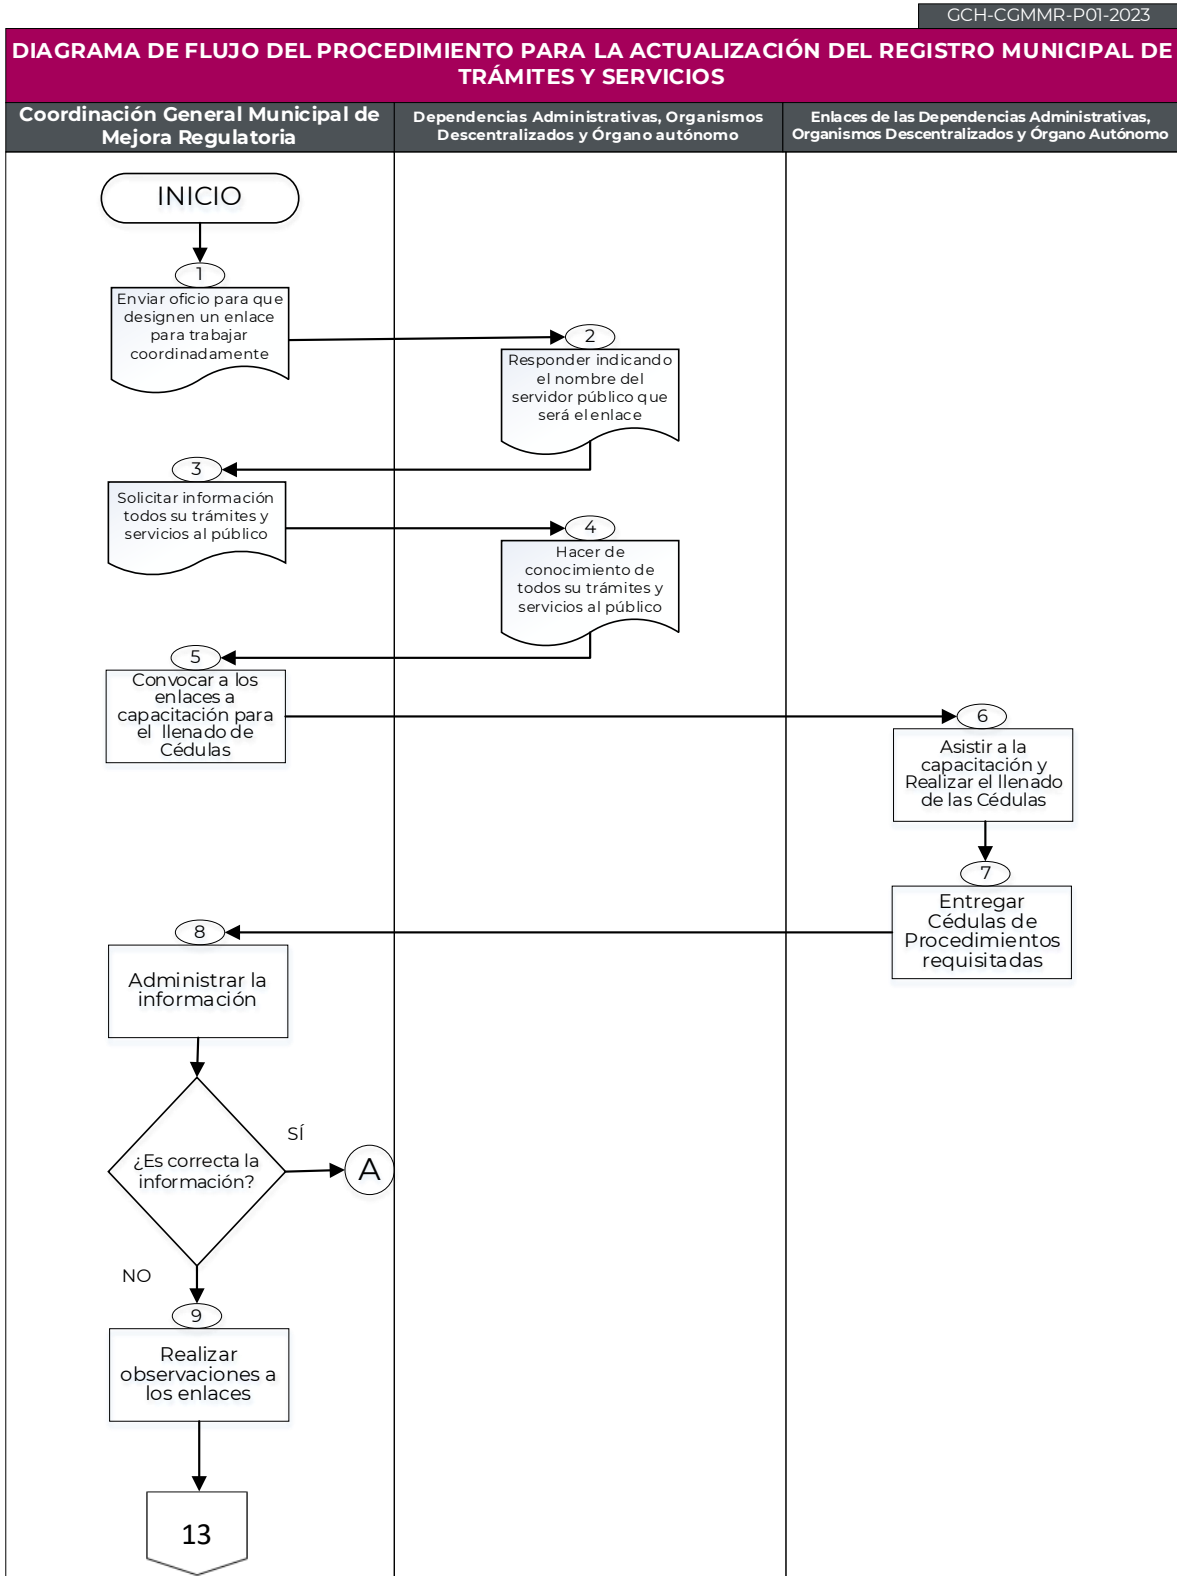 GCH-CGMMR-P01-2023
DIAGRAMA DE FLUJO DEL PROCEDIMIENTO PARA LA ACTUALIZACIÓN DEL REGISTRO MUNICIPAL DE
TRÁMITES Y SERVICIOS
Coordinación General Municipal de
Mejora Regulatoria
Dependencias Administrativas, Organismos
Descentralizados y Órgano autónomo
Enlaces de las Dependencias Administrativas,
Organismos Descentralizados y Órgano Autónomo
INICIO
1
Enviar oficio para que
designen un enlace
para trabajar
coordinadamente
2
Responder indicando
el nombre del
servidor público que
será el enlace
3
Solicitar información
todos su trámites y
servicios al público
4
Hacer de
conocimiento de
todos su trámites y
servicios al público
5
Convocar a los
enlaces a
capacitación para
el llenado de
Cédulas
6
Asistir a la
capacitación y
Realizar el llenado
de las Cédulas
7
Entregar
Cédulas de
Procedimientos
requisitadas
8
Administrar la
información
¿Es correcta la
información?
SÍ
A
NO
9
Realizar
observaciones a
los enlaces
13